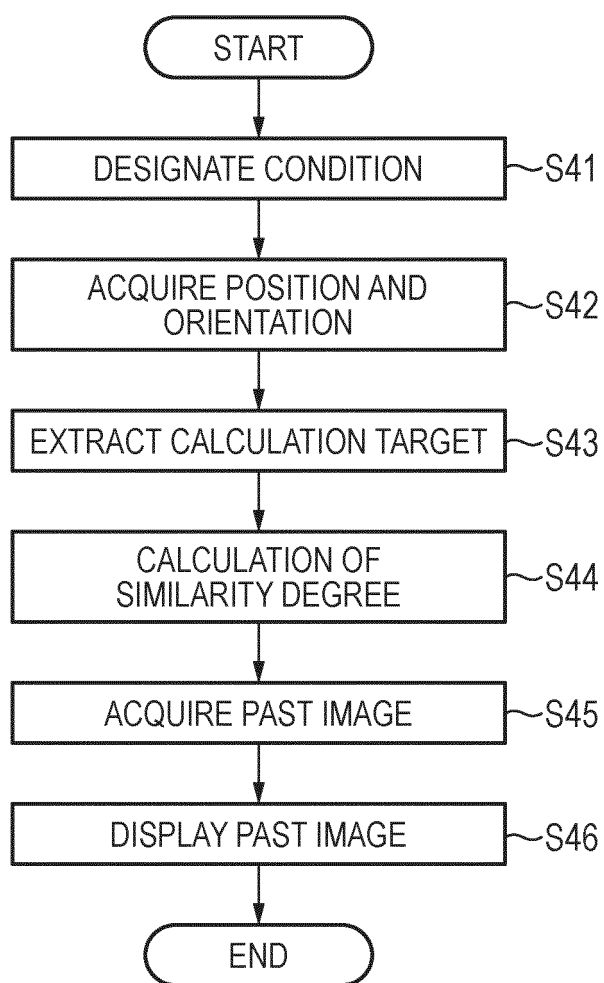 START
DESIGNATE CONDITION
S41
ACQUIRE POSITION AND
ORIENTATION
S42
EXTRACT CALCULATION TARGET
S43
CALCULATION OF
SIMILARITY DEGREE
S44
ACQUIRE PAST IMAGE
S45
DISPLAY PAST IMAGE
S46
END